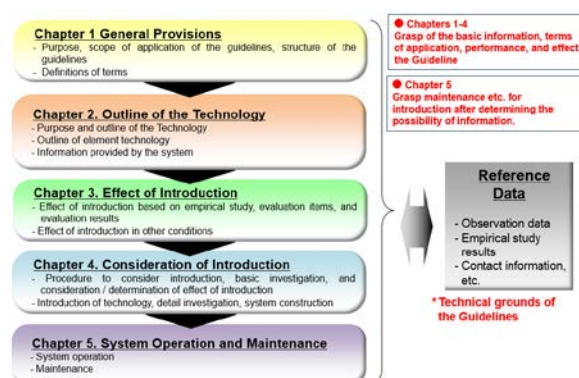 Chapter 1 General Provisions
- Purpose, scope of application of the guidelines, structure of the
guidelines
- Definitions of terms
Chapter 2. Outline of the Technology
- Purpose and outline of the Technology
- Outline of element technology
- Information provided by the system
Chapter 3. Effect of Introduction
- Effect of introduction based on empirical study, evaluation items, and
evaluation results
- Effect of introduction in other conditions
Chapter 4. Consideration of Introduction
- Procedure to consider introduction, basic investigation, and
consideration / determination of effect of introduction
- Introduction of technology, detail investigation, system construction
Chapter 5. System Operation and Maintenance
- System operation
- Maintenance
● Chapters 1-4
Grasp of the basic information, terms
of application, performance, and effect
the Guideline
● Chapter 5
Grasp maintenance etc. for
introduction after determining the
possibility of information.
Reference
Data
- Observation data
- Empirical study
results
- Contact information,
etc.
* Technical grounds of
the Guidelines